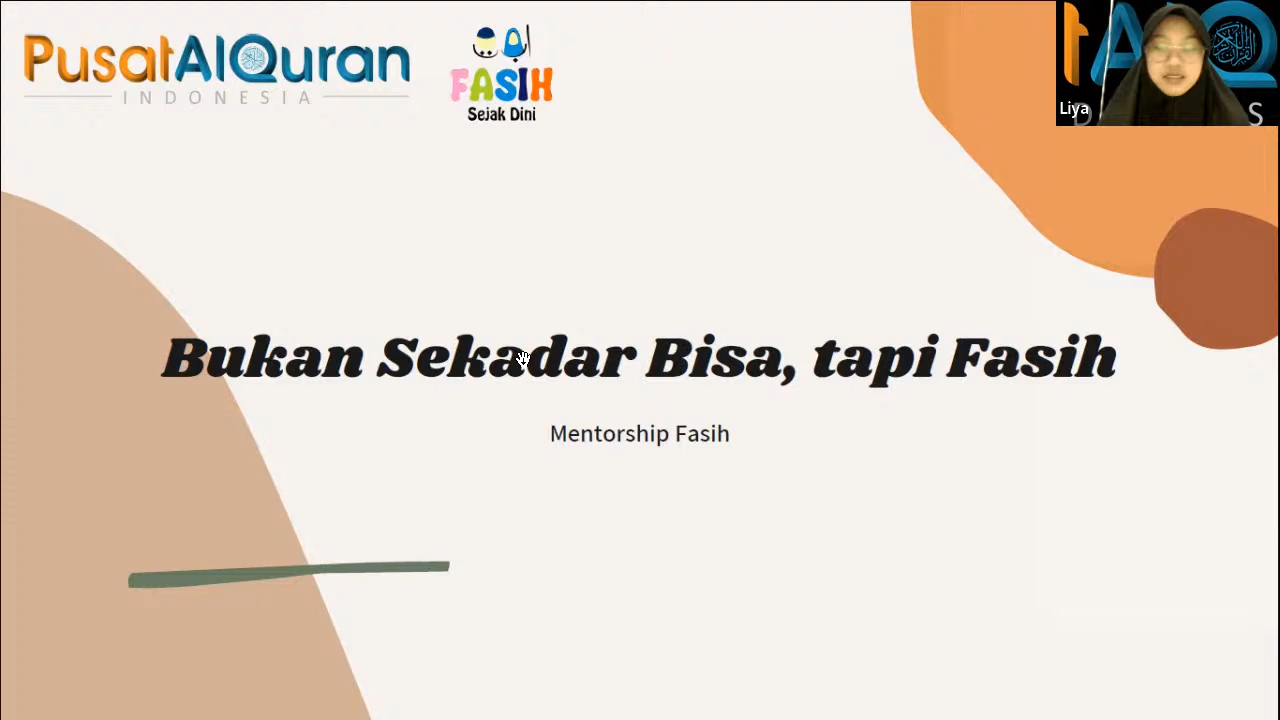 PusatAlQuran
INDONESIA
FASIH
Sejak Dini
Liya
Bukan Sekadar Bisa, tapi Fasih
Mentorship Fasih